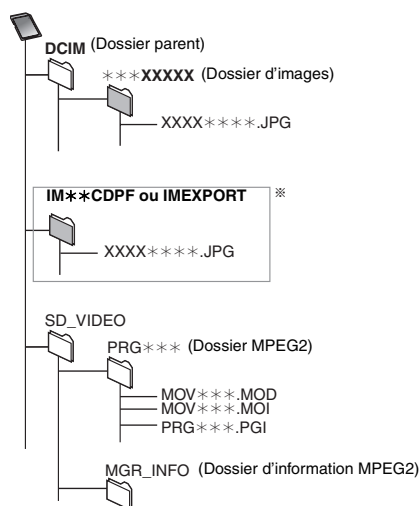 DCIM (Dossier parent)
∗∗∗XXXXX (Dossier d'images)
XXXX∗∗∗∗.JPG
IM∗∗CDPF ou IMEXPORT ※
XXXX∗∗∗∗.JPG
SD_VIDEO
PRG∗∗∗ (Dossier MPEG2)
MOV∗∗∗.MOD
MOV∗∗∗.MOI
PRG∗∗∗.PGI
MGR_INFO (Dossier d'information MPEG2)